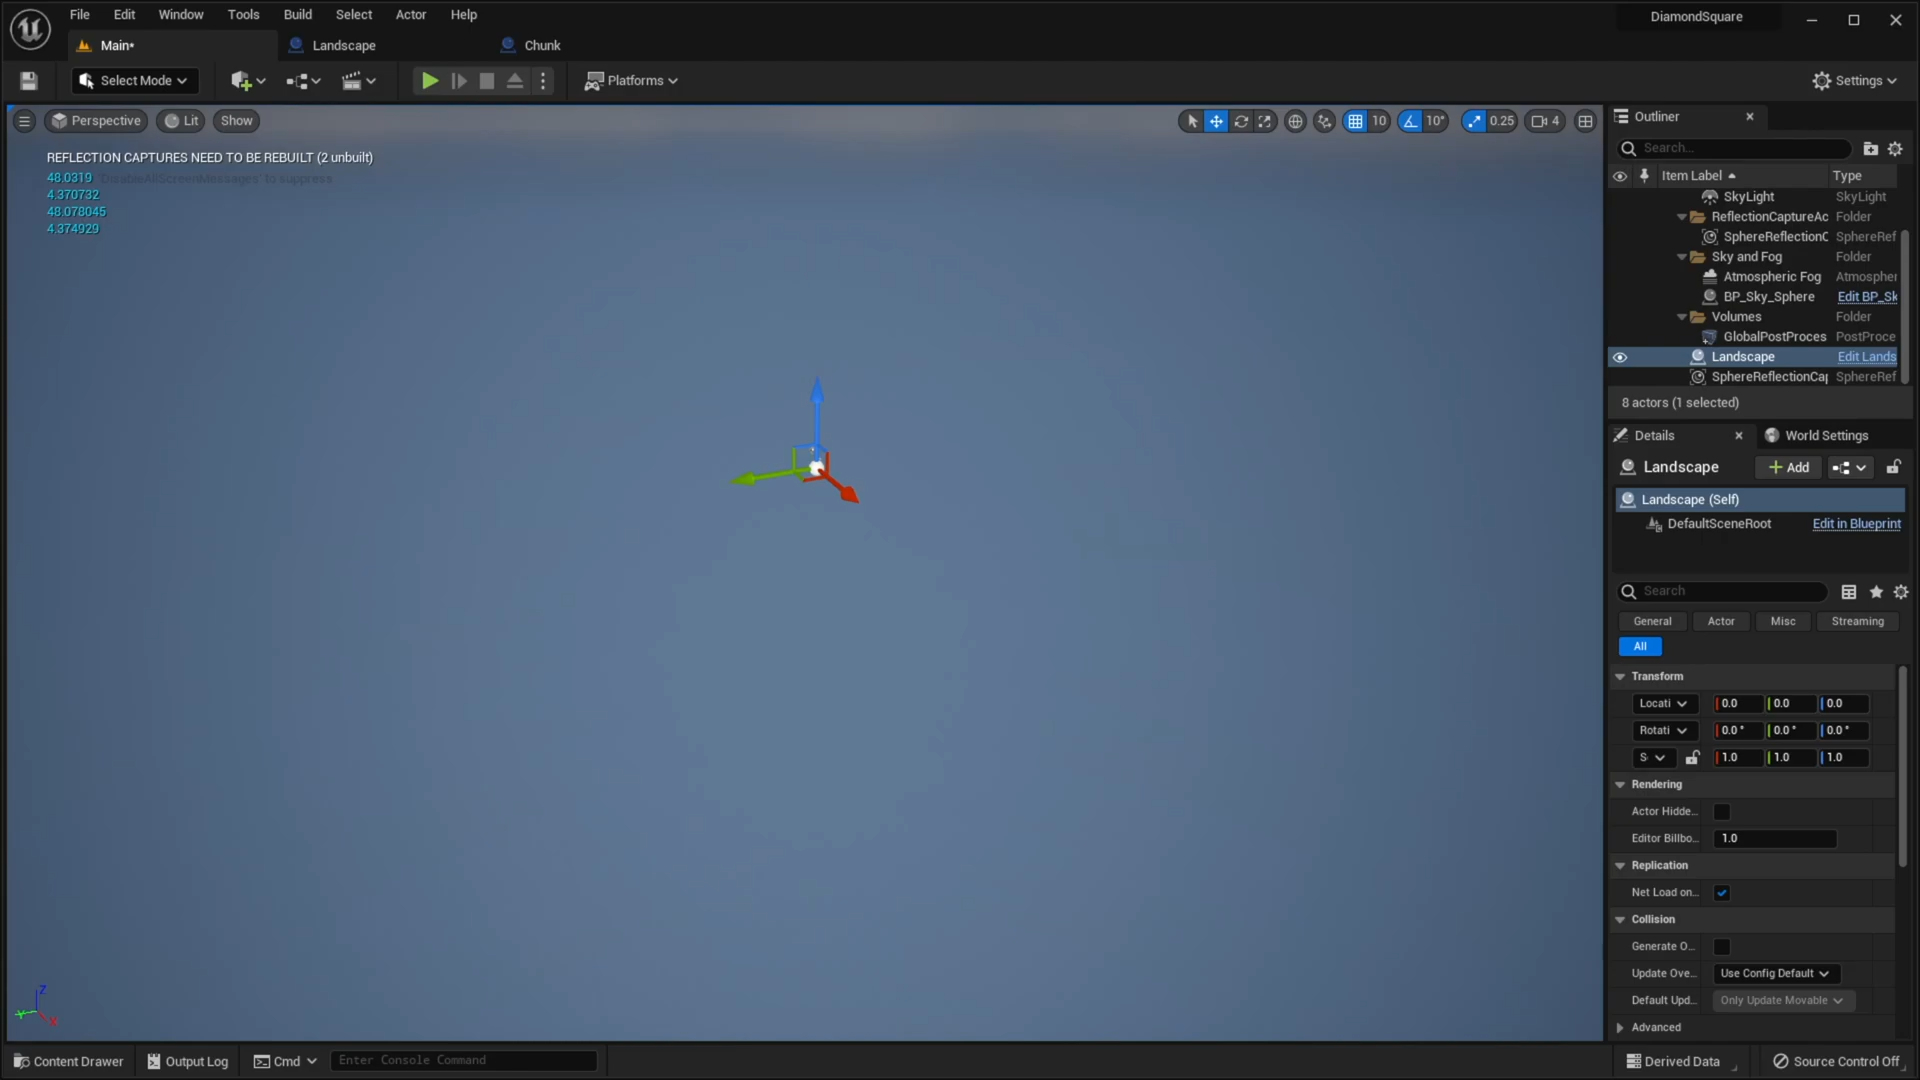 File Edit Window Tools Build Select Actor Help
DiamondSquare
Main*
Landscape
Chunk
Select Mode
Platforms
Settings
Perspective
Lit
Show
10
10°
0.25
4
REFLECTION CAPTURES NEED TO BE REBUILT (2 unbuilt)
48.0319 'DisableAllScreenMessages' to suppress
4.370732
48.078045
4.374929
Outliner
Search...
Item Label Type
SkyLight SkyLight
ReflectionCaptureAc Folder
SphereReflectionC SphereRef
Sky and Fog Folder
Atmospheric Fog Atmospher
BP_Sky_Sphere Edit BP_Sk
Volumes Folder
GlobalPostProces PostProce
Landscape Edit Lands
SphereReflectionCap SphereRef
8 actors (1 selected)
Details
World Settings
Landscape
Add
Landscape (Self)
DefaultSceneRoot Edit in Blueprint
Search
General Actor Misc Streaming
All
Transform
Locati 0.0 0.0 0.0
Rotati 0.0° 0.0° 0.0°
S 1.0 1.0 1.0
Rendering
Actor Hidde...
Editor Billbo... 1.0
Replication
Net Load on...
Collision
Generate O...
Update Ove... Use Config Default
Default Upd... Only Update Movable
Advanced
Z
Y
X
Content Drawer
Output Log
Cmd
Enter Console Command
Derived Data
Source Control Off